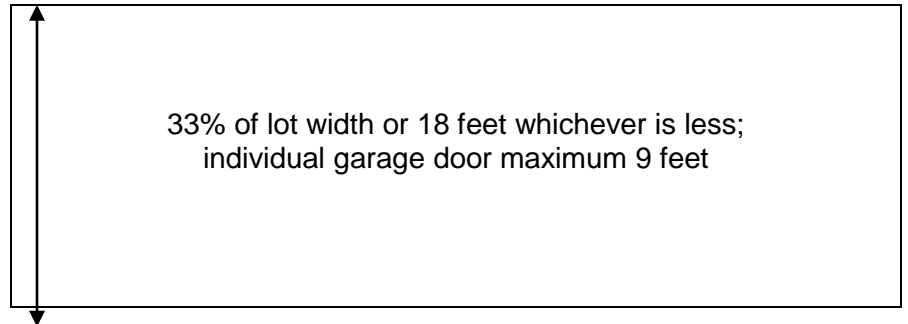 33% of lot width or 18 feet whichever is less;
individual garage door maximum 9 feet